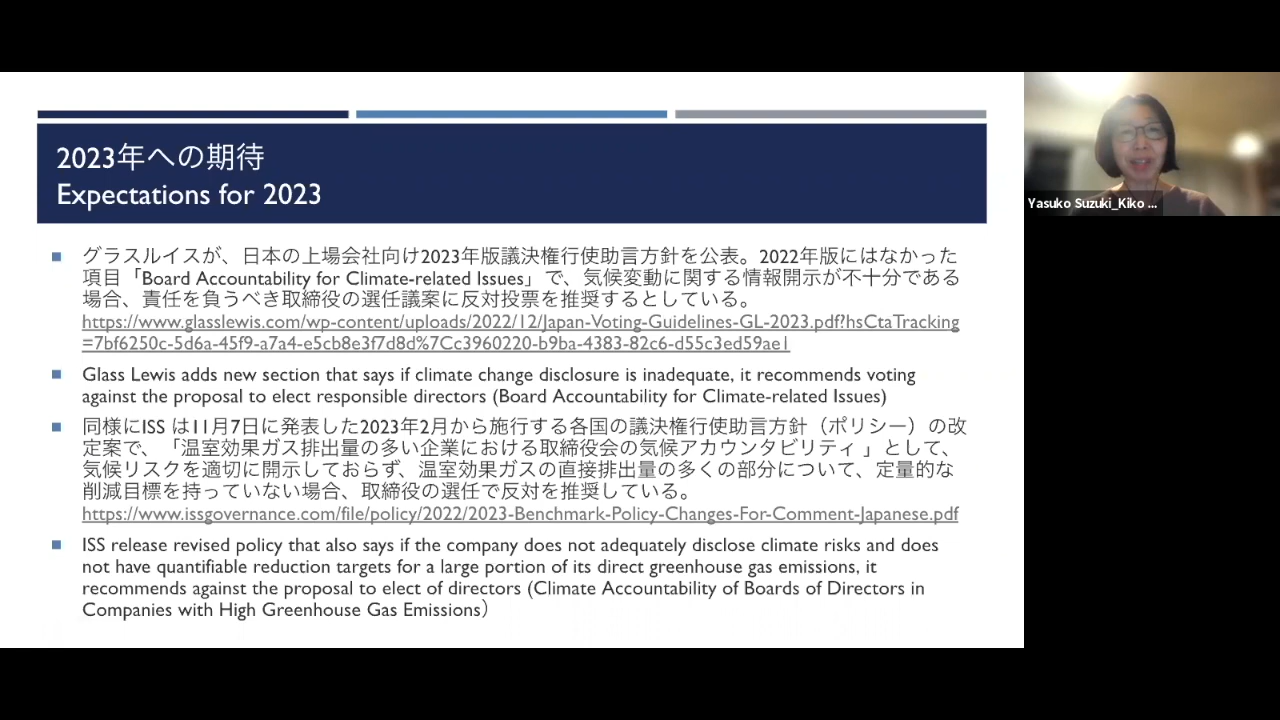 2023年への期待
Expectations for 2023
グラスルイスが、日本の上場会社向け2023年版議決権行使助言方針を公表。2022年版にはなかった
項目「Board Accountability for Climate-related Issues」で、気候変動に関する情報開示が不十分である
場合、責任を負うべき取締役の選任議案に反対投票を推奨するとしている。
https://www.glasslewis.com/wp-content/uploads/2022/12/Japan-Voting-Guidelines-GL-2023.pdf?hsCtaTracking
=7bf6250c-5d6a-45f9-a7a4-e5cb8e3f7d8d%7Cc3960220-b9ba-4383-82c6-d55c3ed59ae1
Glass Lewis adds new section that says if climate change disclosure is inadequate, it recommends voting
against the proposal to elect responsible directors (Board Accountability for Climate-related Issues)
同様にISS は11月7日に発表した2023年2月から施行する各国の議決権行使助言方針（ポリシー）の改
定案で、「温室効果ガス排出量の多い企業における取締役会の気候アカウンタビリティ 」として、
気候リスクを適切に開示しておらず、温室効果ガスの直接排出量の多くの部分について、定量的な
削減目標を持っていない場合、取締役の選任で反対を推奨している。
https://www.issgovernance.com/file/policy/2022/2023-Benchmark-Policy-Changes-For-Comment-Japanese.pdf
ISS release revised policy that also says if the company does not adequately disclose climate risks and does
not have quantifiable reduction targets for a large portion of its direct greenhouse gas emissions, it
recommends against the proposal to elect of directors (Climate Accountability of Boards of Directors in
Companies with High Greenhouse Gas Emissions）
Yasuko Suzuki_Kiko ...